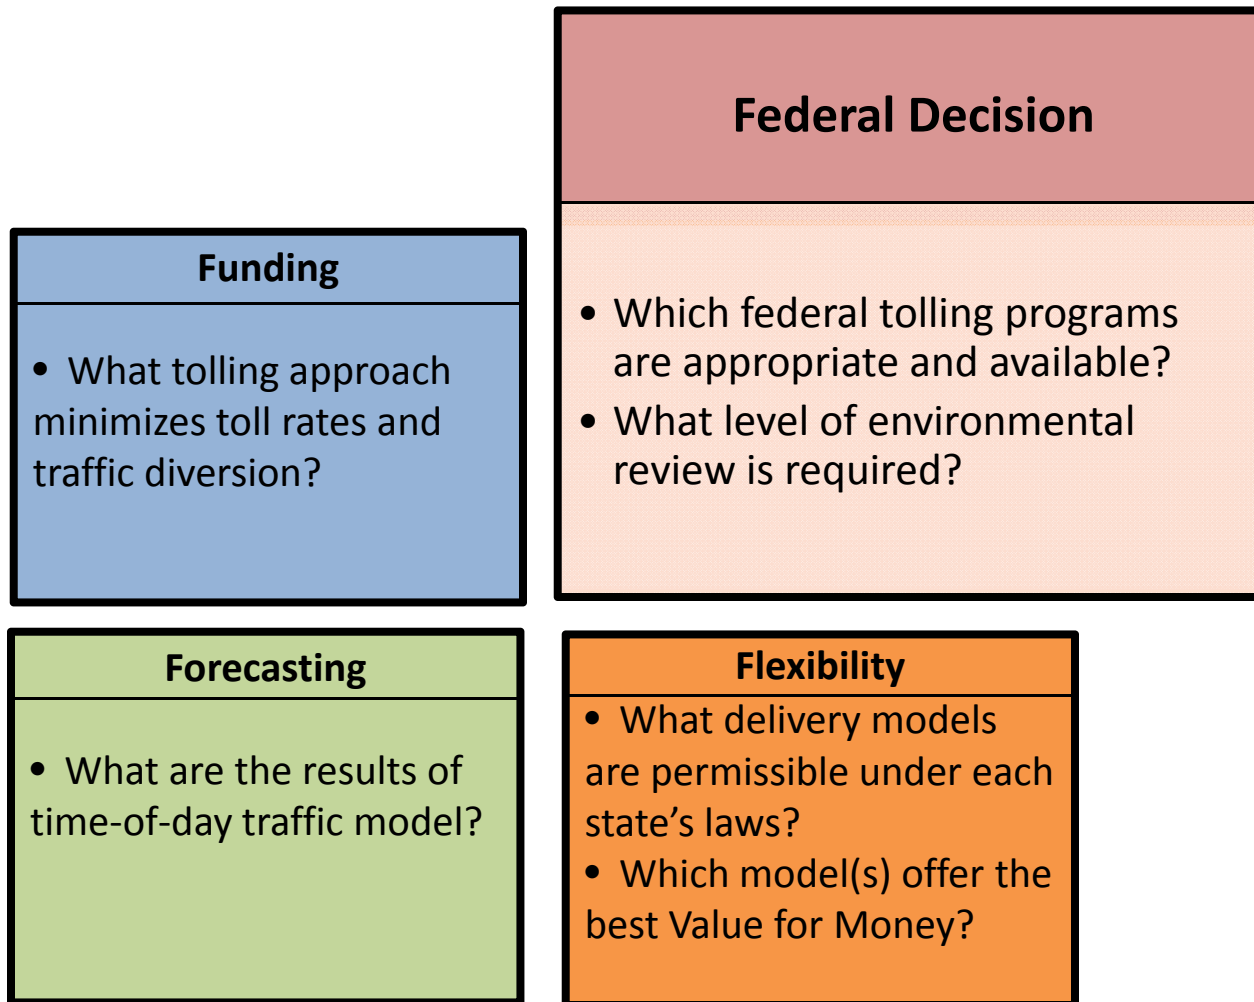 Federal Decision
• Which federal tolling programs
are appropriate and available?
• What level of environmental
review is required?
Funding
• What tolling approach
minimizes toll rates and
traffic diversion?
Forecasting
• What are the results of
time-of-day traffic model?
Flexibility
• What delivery models
are permissible under each
state’s laws?
• Which model(s) offer the
best Value for Money?